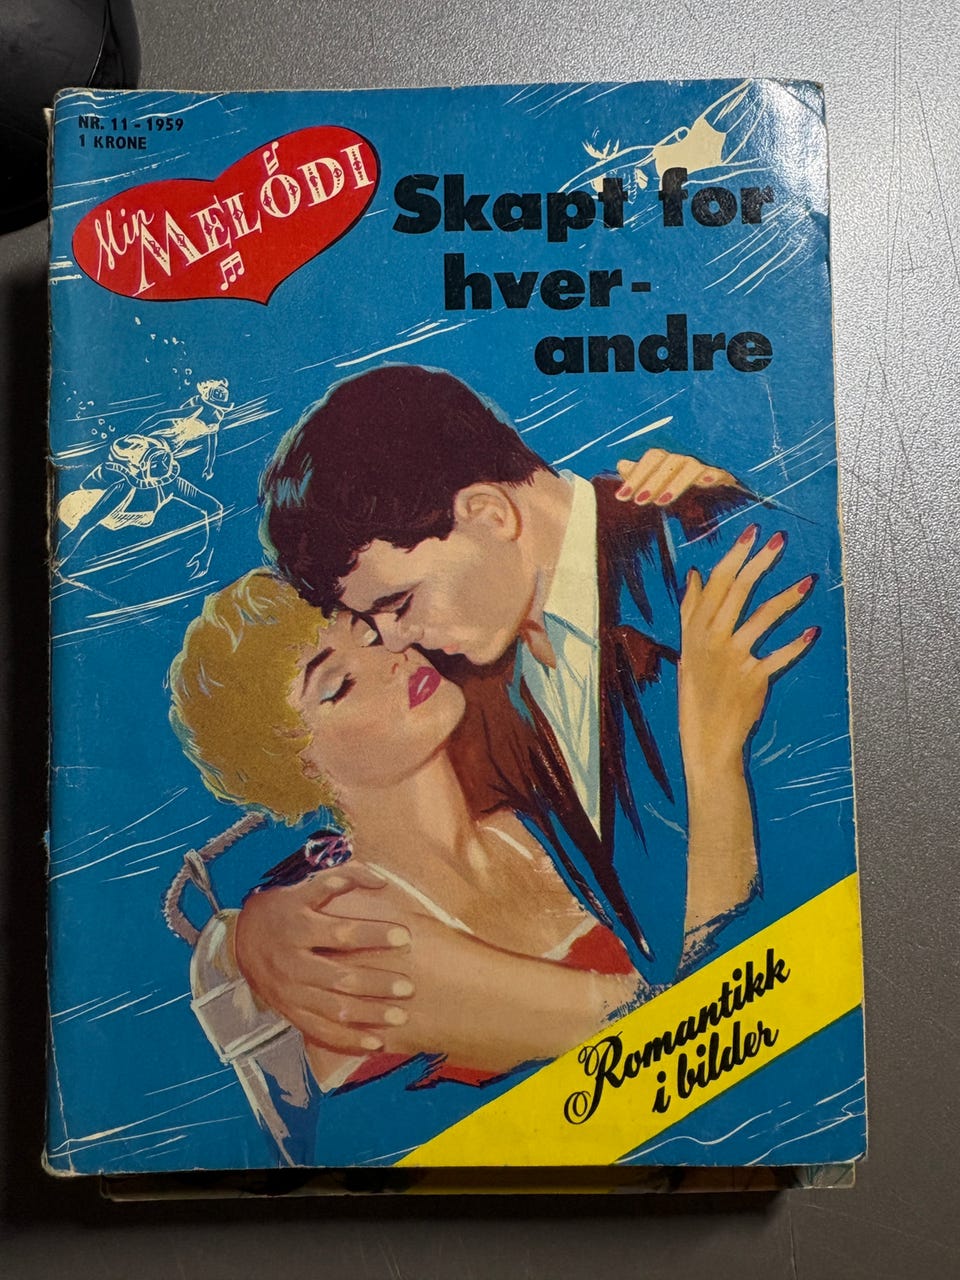 NR. 11 - 1959
1 KRONE
Min
MELODI
Skapt for
hver-
andre
Romantikk
i bilder